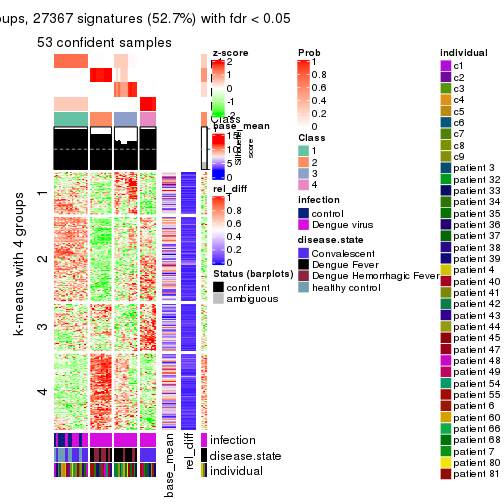 oups, 27367 signatures (52.7%) with fdr < 0.05
53 confident samples
k-means with 4 groups
1
2
3
4
z-score
2
1
0
-1
-2
Class
base_mean
15
10
5
0
Silhouette
score
rel_diff
1
0.8
0.6
0.4
0.2
0
Status (barplots)
confident
ambiguous
infection
disease.state
individual
base_mean
rel_diff
Prob
1
0.8
0.6
0.4
0.2
0
Class
1
2
3
4
infection
control
Dengue virus
disease.state
Convalescent
Dengue Fever
Dengue Hemorrhagic Fever
healthy control
individual
c1
c2
c3
c4
c5
c6
c7
c8
c9
patient 3
patient 32
patient 33
patient 34
patient 35
patient 36
patient 37
patient 38
patient 39
patient 4
patient 40
patient 41
patient 42
patient 43
patient 44
patient 45
patient 47
patient 48
patient 49
patient 54
patient 55
patient 6
patient 60
patient 66
patient 68
patient 7
patient 80
patient 81